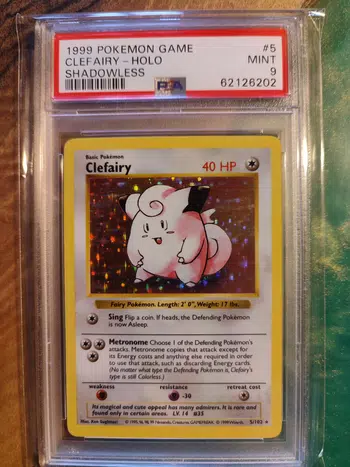 1999 POKEMON GAME #5
CLEFAIRY - HOLO MINT
SHADOWLESS 9
PSA 62126202
Basic Pokémon
Clefairy 40 HP
Fairy Pokémon. Length: 2' 0", Weight: 17 lbs.
Sing Flip a coin. If heads, the Defending Pokémon
is now Asleep.
Metronome Choose 1 of the Defending Pokémon's
attacks. Metronome copies that attack except for
its Energy costs and anything else required in order
to use that attack, such as discarding Energy cards.
(No matter what type the Defending Pokémon is, Clefairy's
type is still Colorless.)
weakness resistance retreat cost
-30
Its magical and cute appeal has many admirers. It is rare and
found only in certain areas. LV. 14 #35
Illus. Ken Sugimori 5/102